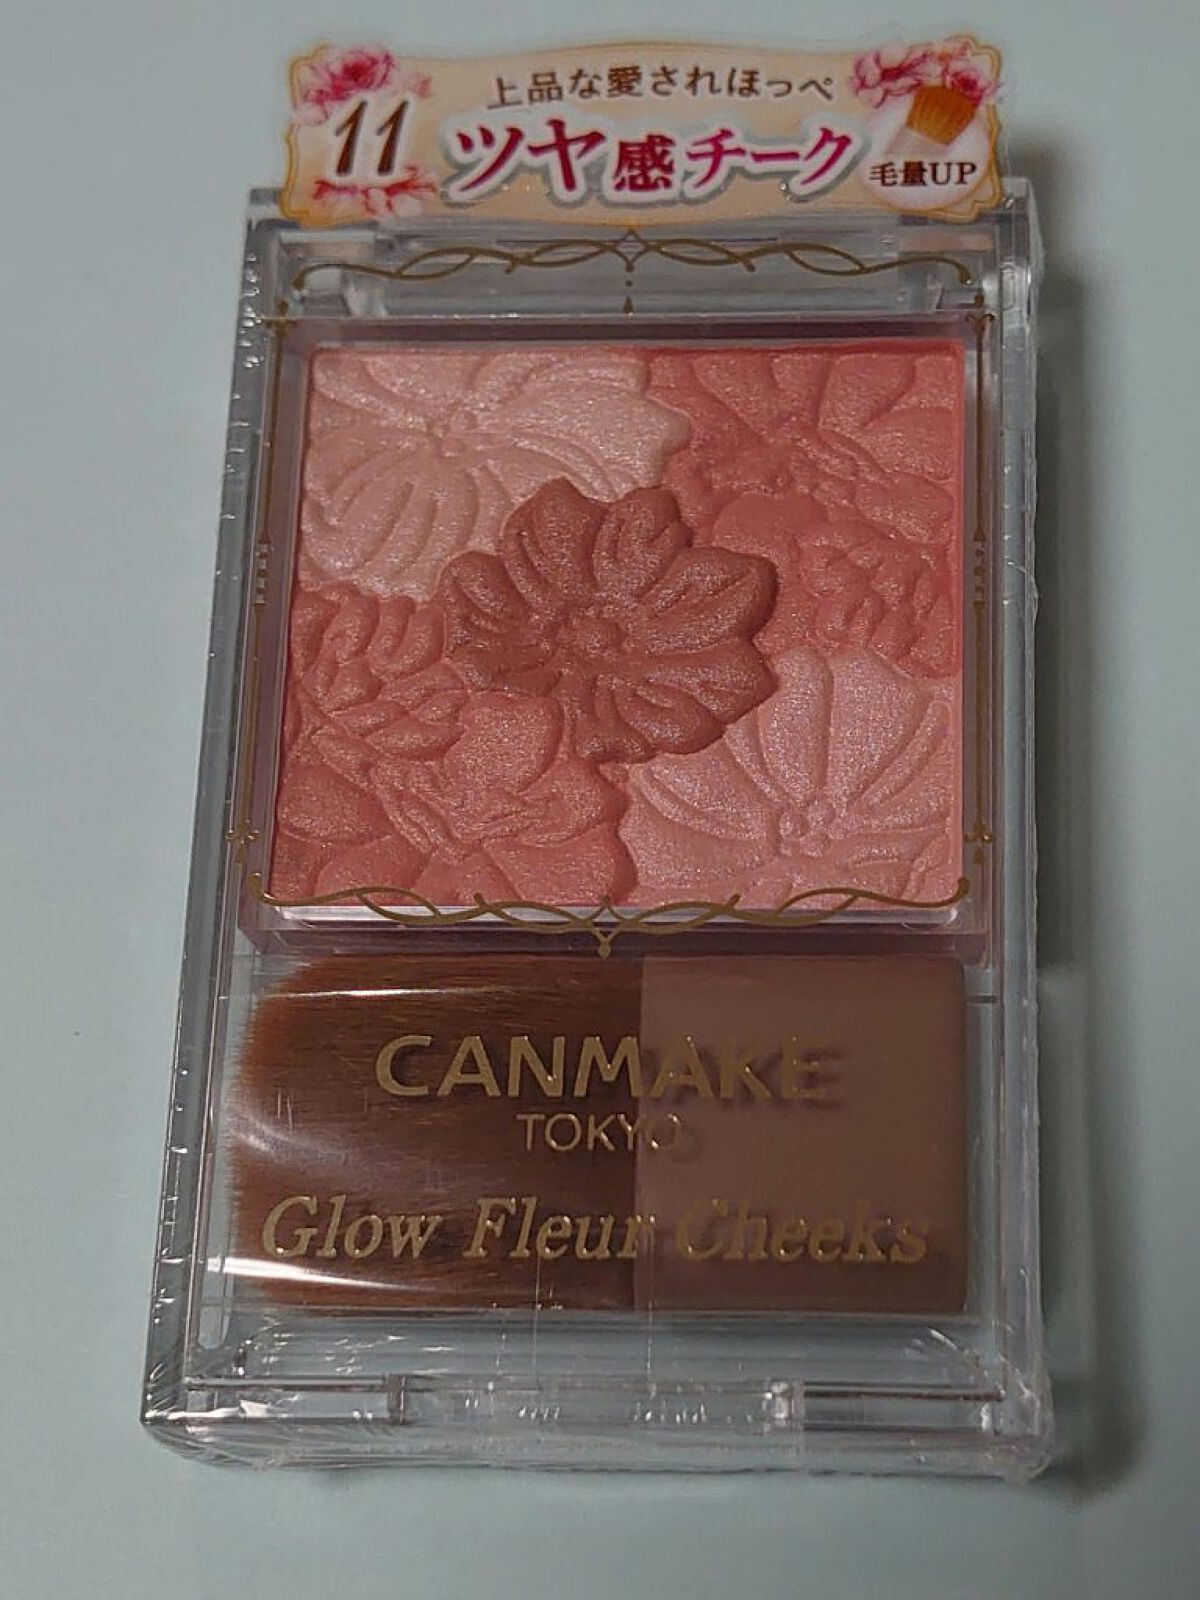 上品な愛されほっぺ
11
ツヤ感チーク
毛量UP
CANMAKE
TOKYO
Glow Fleur Cheeks